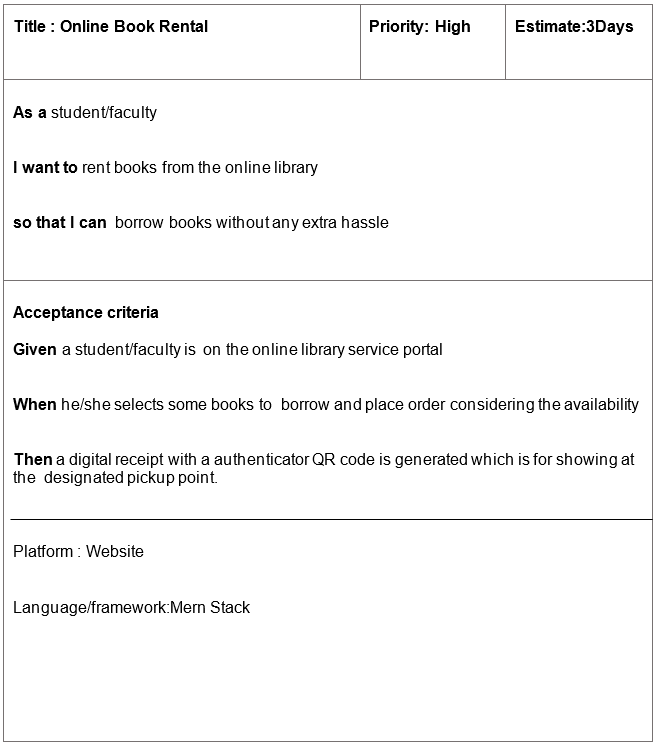 Title : Online Book Rental Priority: High Estimate:3Days
As a student/faculty
I want to rent books from the online library
so that I can borrow books without any extra hassle
Acceptance criteria
Given a student/faculty is on the online library service portal
When he/she selects some books to borrow and place order considering the availability
Then a digital receipt with a authenticator QR code is generated which is for showing at
the designated pickup point.
Platform : Website
Language/framework:Mern Stack